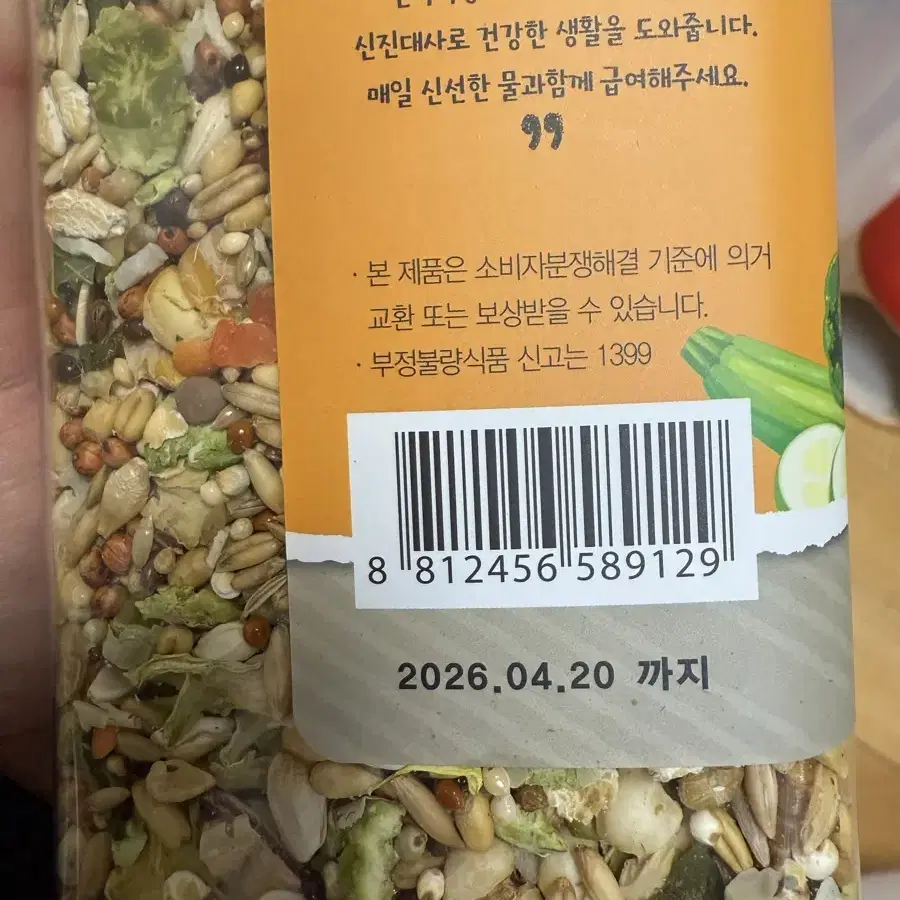 신진대사로 건강한 생활을 도와줍니다.
매일 신선한 물과함께 급여해주세요.
"
· 본 제품은 소비자분쟁해결 기준에 의거
교환 또는 보상받을 수 있습니다.
· 부정불량식품 신고는 1399
8 812456 589129
2026.04.20 까지